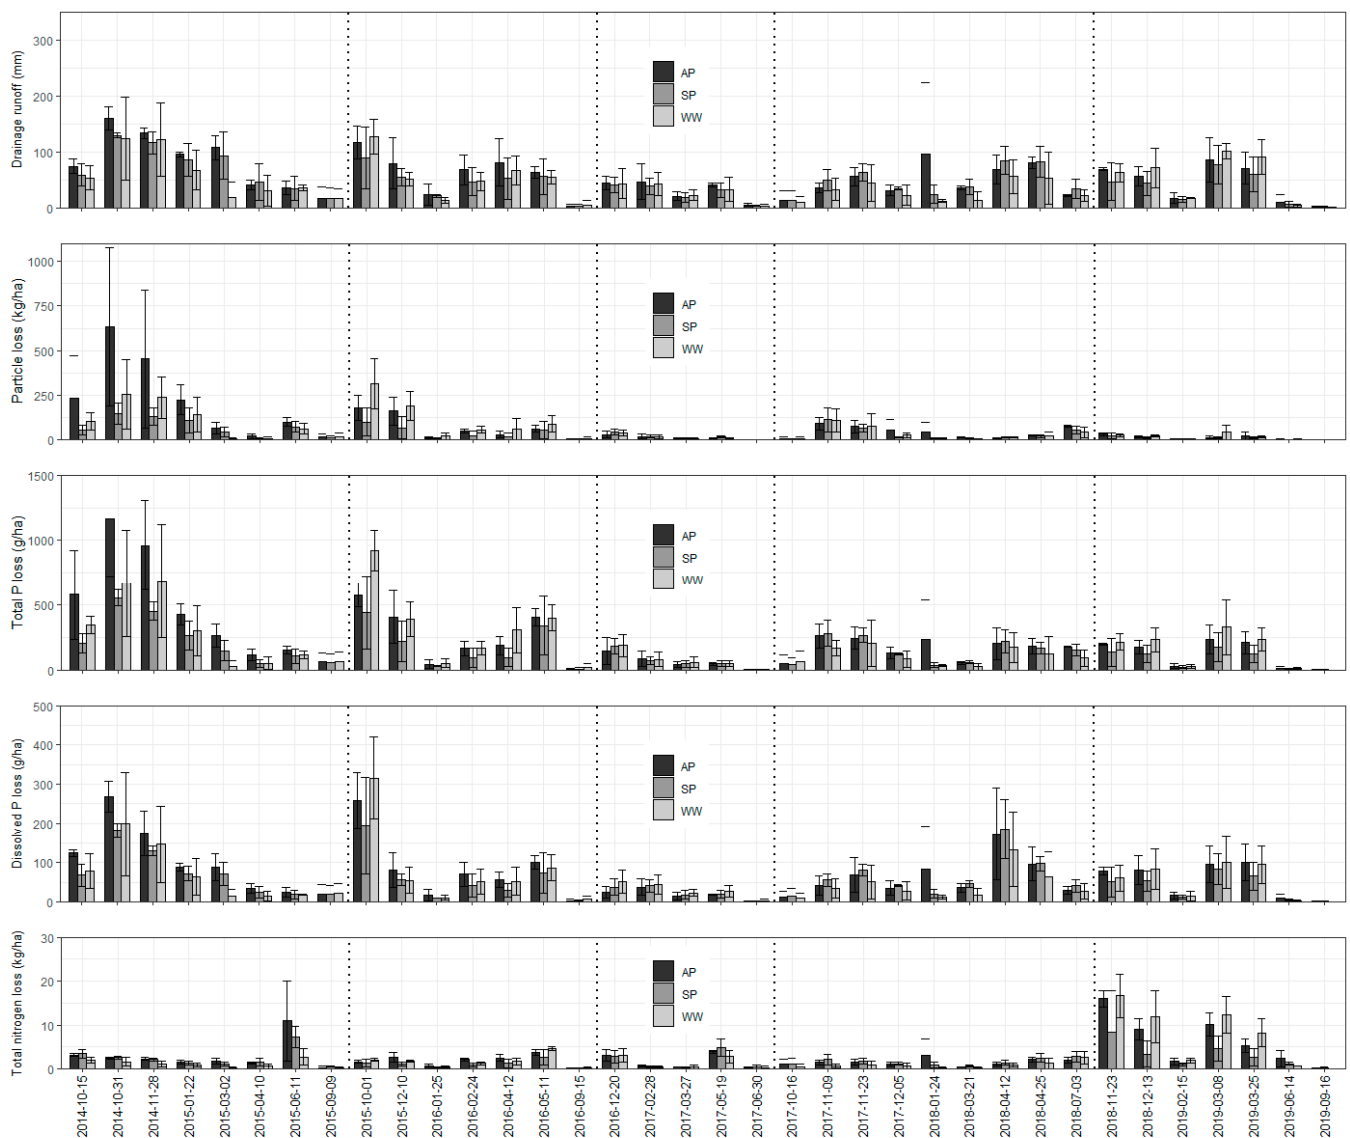 Drainage runoff (mm)
300
200
100
0
AP
SP
WW
Particle loss (kg/ha)
1000
750
500
250
0
AP
SP
WW
Total P loss (g/ha)
1500
1000
500
0
AP
SP
WW
Dissolved P loss (g/ha)
500
400
300
200
100
0
AP
SP
WW
Total nitrogen loss (kg/ha)
30
20
10
0
AP
SP
WW
2014-10-15
2014-10-31
2014-11-28
2015-01-22
2015-03-02
2015-04-10
2015-06-11
2015-09-09
2015-10-01
2015-12-10
2016-01-25
2016-02-24
2016-04-12
2016-05-11
2016-09-15
2016-12-20
2017-02-28
2017-03-27
2017-05-19
2017-06-30
2017-10-16
2017-11-09
2017-11-23
2017-12-05
2018-01-24
2018-03-21
2018-04-12
2018-04-25
2018-07-03
2018-11-23
2018-12-13
2019-02-15
2019-03-08
2019-03-25
2019-06-14
2019-09-16